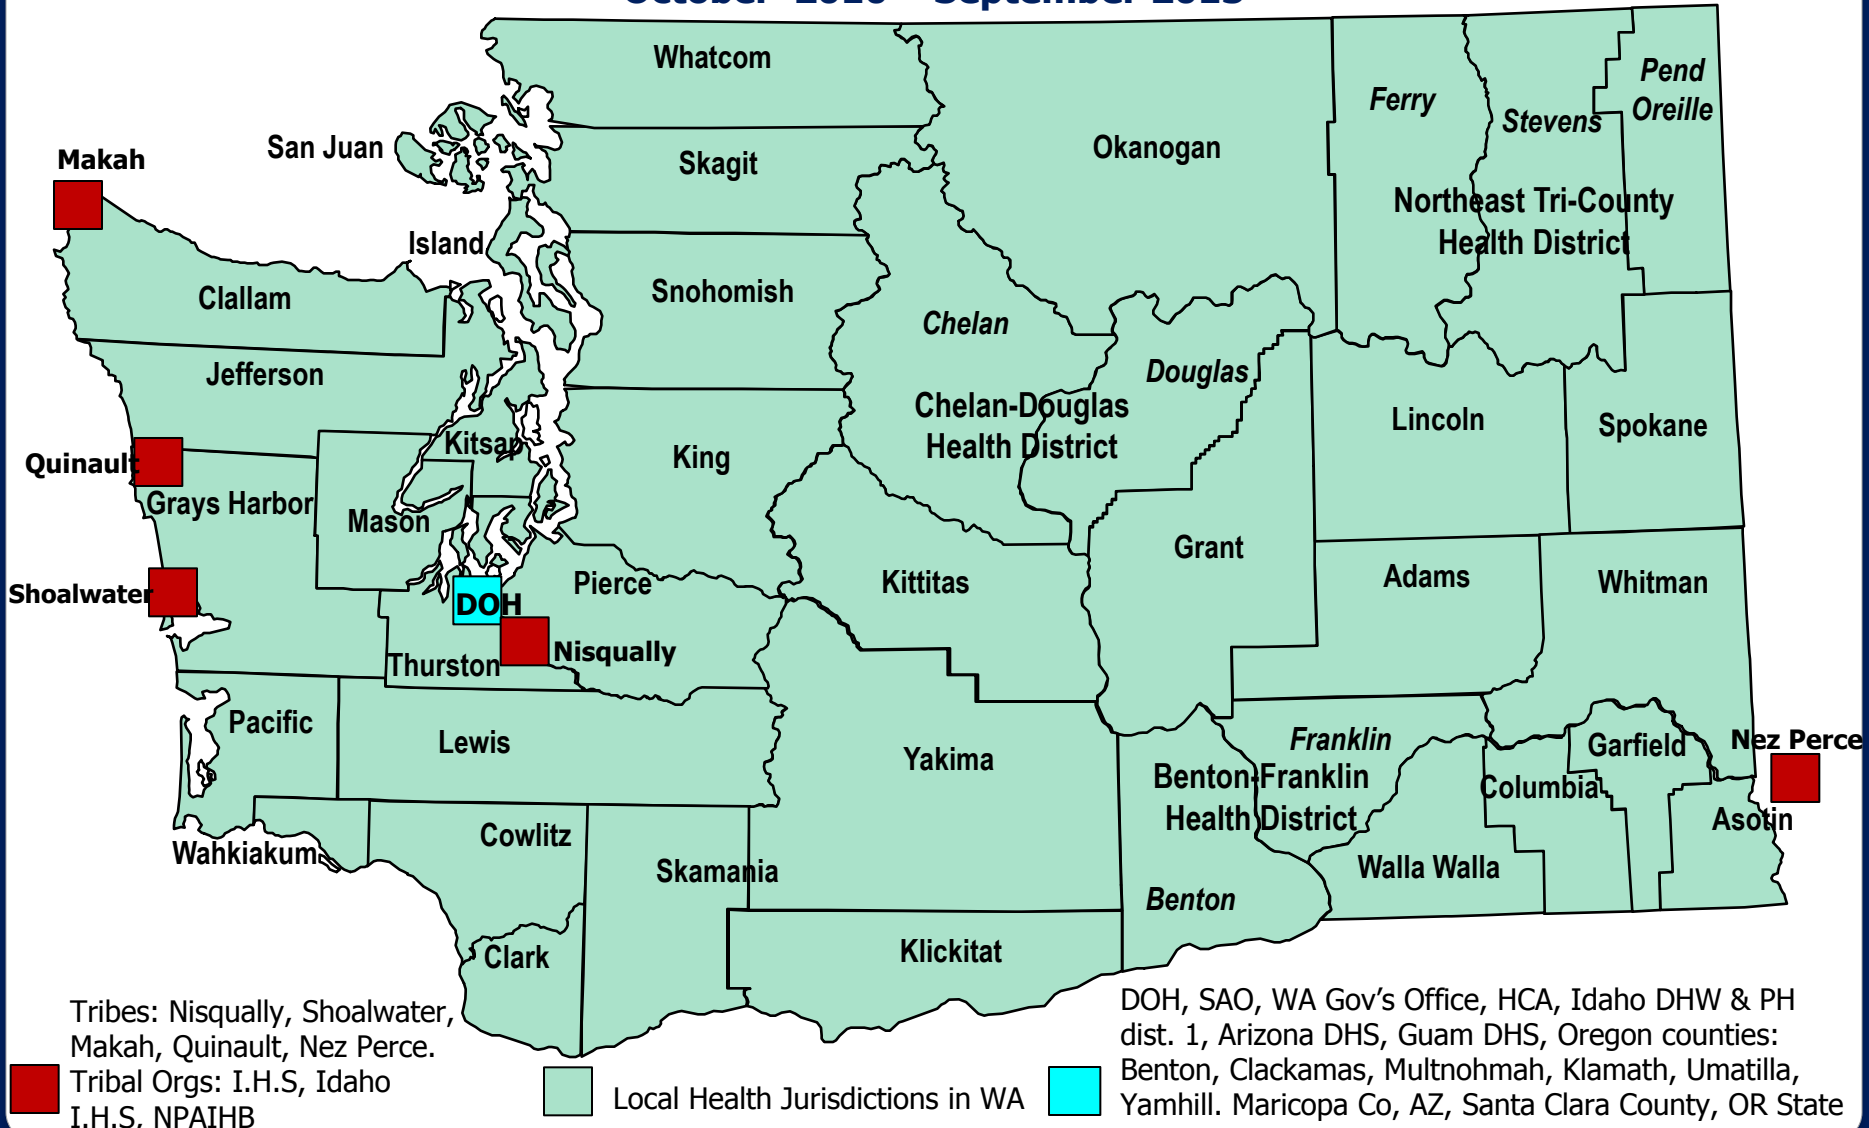 Whatcom
Pend
Oreille
Ferry
Stevens
San Juan
Okanogan
Makah
Skagit
Northeast Tri-County
Health District
Island
Clallam
Snohomish
Chelan
Jefferson
Douglas
Chelan-Douglas
Health District
Lincoln
Spokane
Kitsap
King
Quinault
Grays Harbor
Mason
Grant
Adams
Whitman
Kittitas
Pierce
Shoalwater
DOH
Nisqually
Thurston
Pacific
Lewis
Yakima
Franklin
Garfield
Nez Perce
Benton-Franklin
Health District
Columbia
Asotin
Cowlitz
Wahkiakum
Skamania
Walla Walla
Benton
Clark
Klickitat
Tribes: Nisqually, Shoalwater,
Makah, Quinault, Nez Perce.
Tribal Orgs: I.H.S, Idaho
I.H.S, NPAIHB
Local Health Jurisdictions in WA
DOH, SAO, WA Gov's Office, HCA, Idaho DHW & PH
dist. 1, Arizona DHS, Guam DHS, Oregon counties:
Benton, Clackamas, Multnohmah, Klamath, Umatilla,
Yamhill. Maricopa Co, AZ, Santa Clara County, OR State